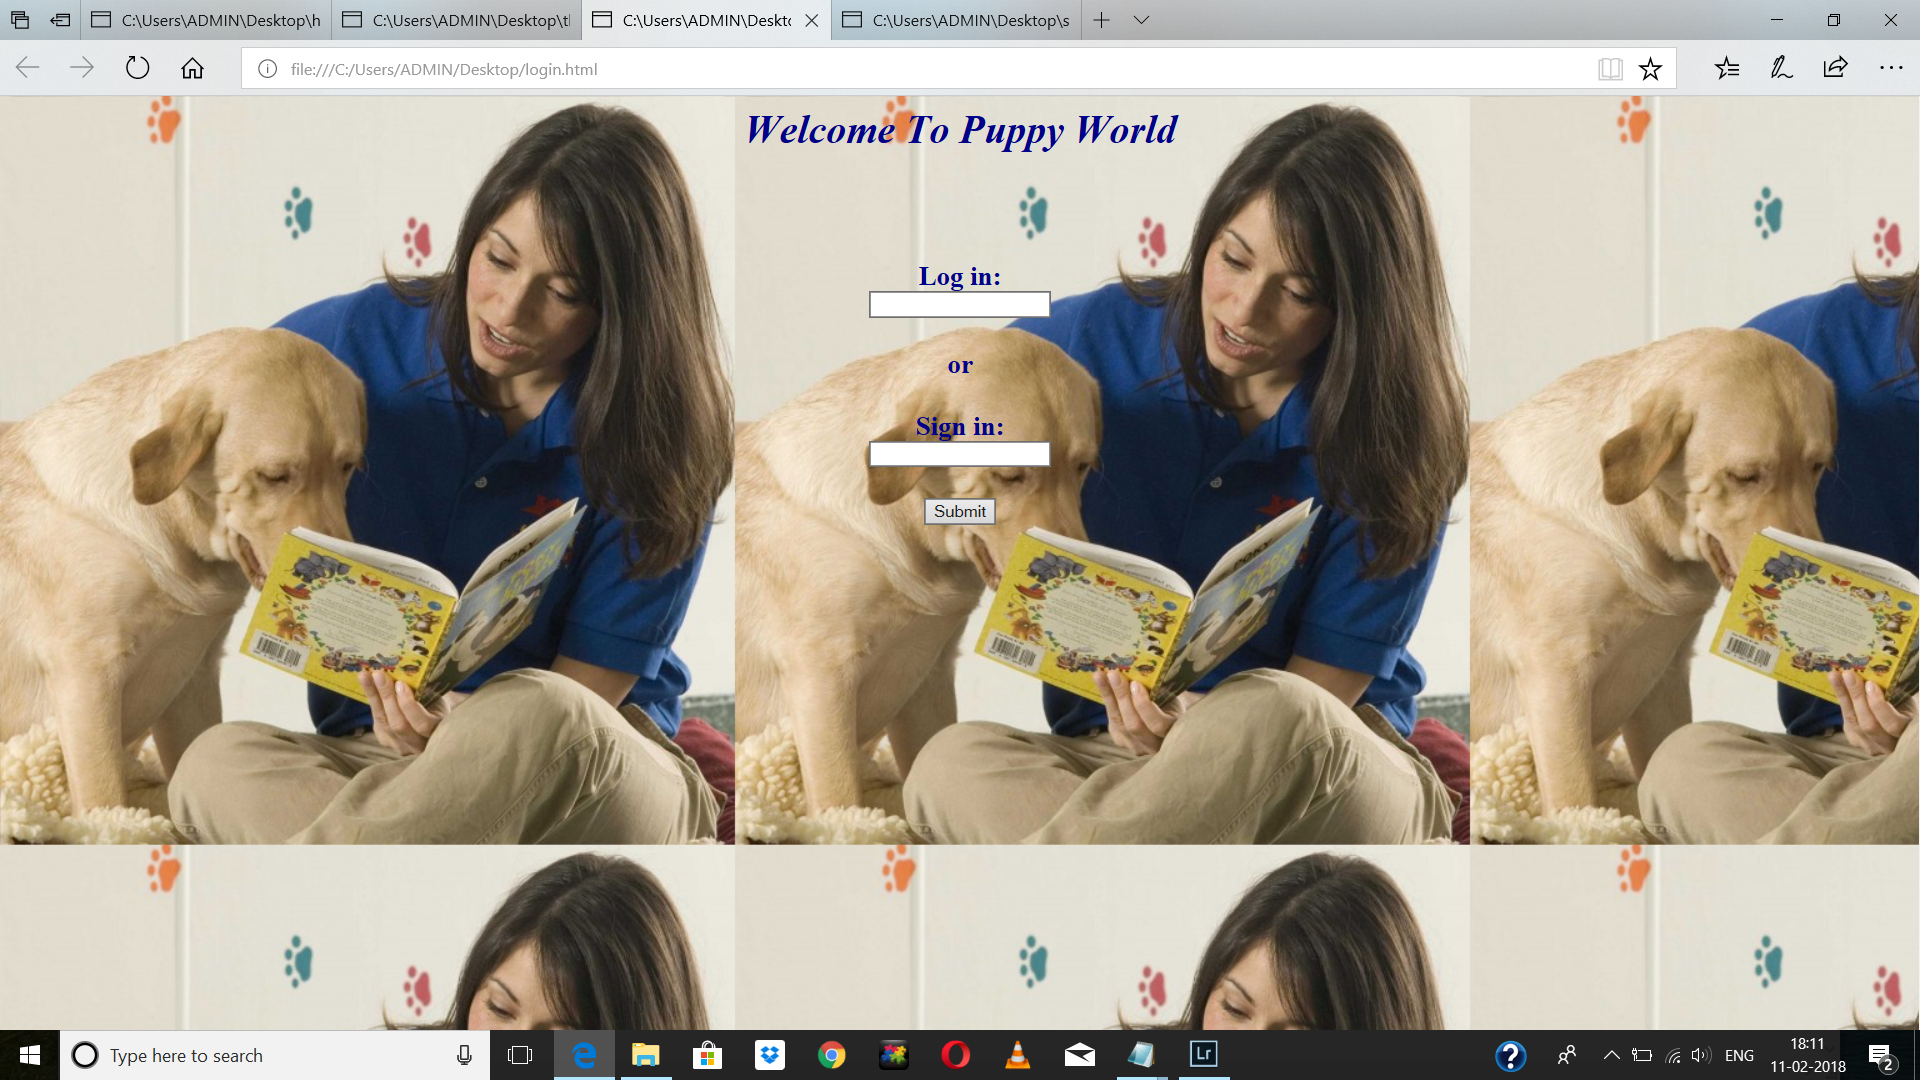 C:\Users\ADMIN\Desktop\h
C:\Users\ADMIN\Desktop\tl
C:\Users\ADMIN\Deskto
C:\Users\ADMIN\Desktop\s
file:///C:/Users/ADMIN/Desktop/login.html
Welcome To Puppy World
Log in:
or
Sign in:
Submit
POKY
Type here to search
Lr
?
ENG
18:11
11-02-2018
2